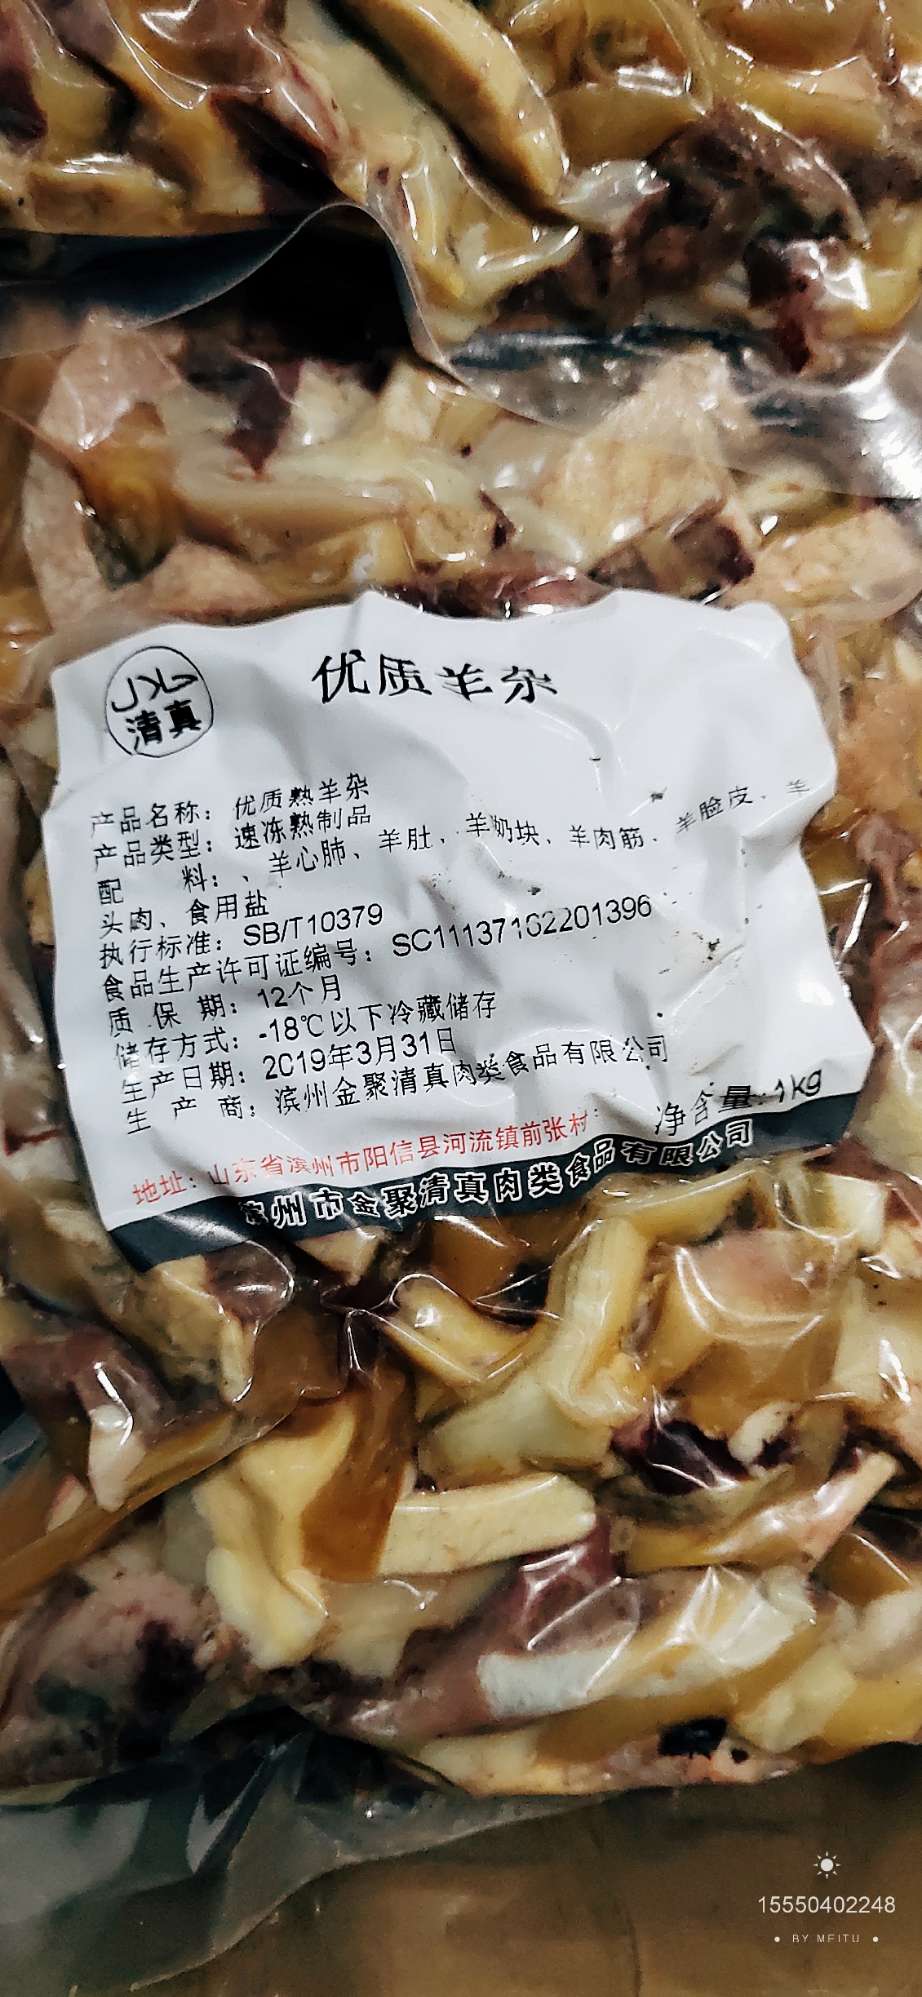 حلال
清真
优质羊杂
产品名称：优质熟羊杂
产品类型：速冻熟制品
配 料：、羊心肺、羊肚、羊奶块、羊肉筋、羊脸皮、羊
头肉、食用盐
执行标准：SB/T10379
食品生产许可证编号：SC11137162201396
质 保 期：12个月
储存方式：-18℃以下冷藏储存
生产日期：2019年3月31日
生 产 商：滨州金聚清真肉类食品有限公司
净含量：1kg
地址：山东省滨州市阳信县河流镇前张村
滨州市金聚清真肉类食品有限公司
15550402248
BY MEITU